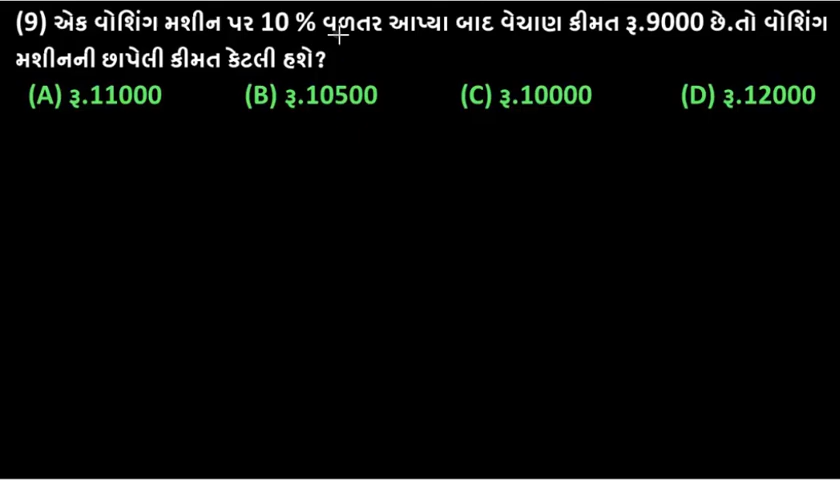 (9) એક વોશિંગ મશીન પર 10 % વળતર આપ્યા બાદ વેચાણ કીમત રૂ.9000 છે.તો વોશિંગ
મશીનની છાપેલી કીમત કેટલી હશે?
(A) રૂ.11000 (B) રૂ.10500 (C) રૂ.10000 (D) રૂ.12000